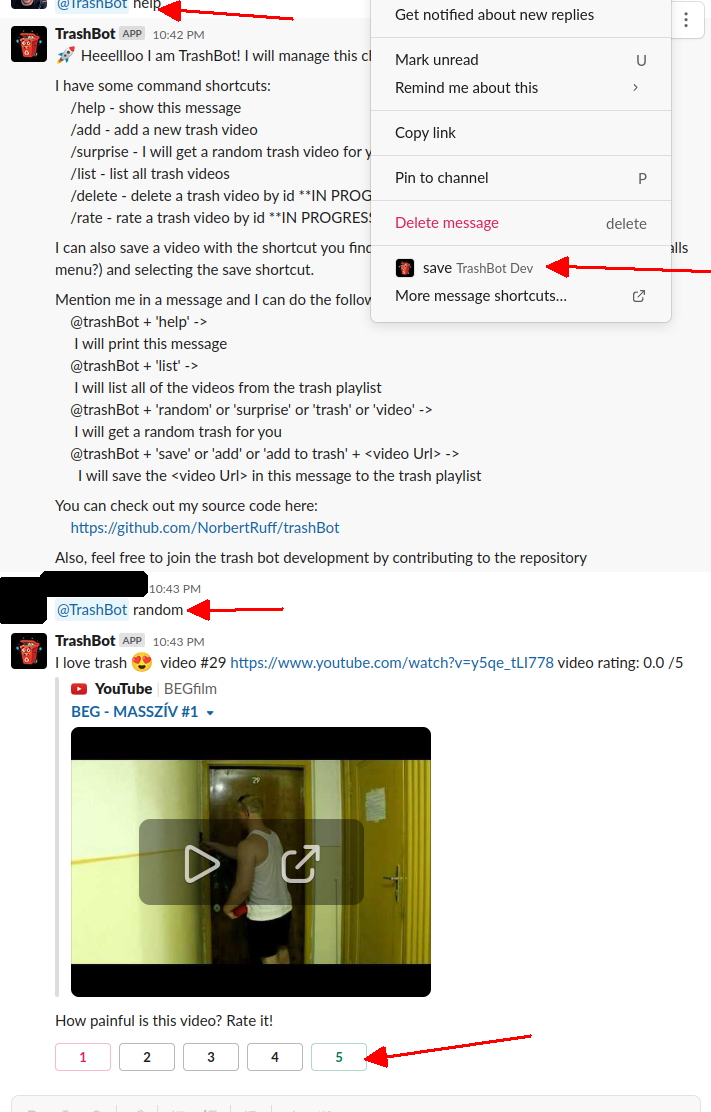 @TrashBot help
TrashBot APP 10:42 PM
🚀 Heeellloo I am TrashBot! I will manage this cl
I have some command shortcuts:
/help - show this message
/add - add a new trash video
/surprise - I will get a random trash video for y
/list - list all trash videos
/delete - delete a trash video by id **IN PROG
/rate - rate a trash video by id **IN PROGRESS
I can also save a video with the shortcut you find
alls
menu?) and selecting the save shortcut.
Mention me in a message and I can do the follow
@trashBot + 'help' ->
I will print this message
@trashBot + 'list' ->
I will list all of the videos from the trash playlist
@trashBot + 'random' or 'surprise' or 'trash' or 'video' ->
I will get a random trash for you
@trashBot + 'save' or 'add' or 'add to trash' + <video Url> ->
I will save the <video Url> in this message to the trash playlist
You can check out my source code here:
https://github.com/NorbertRuff/trashBot
Also, feel free to join the trash bot development by contributing to the repository
Get notified about new replies
Mark unread U
Remind me about this
Copy link
Pin to channel P
Delete message delete
save TrashBot Dev
More message shortcuts...
10:43 PM
@TrashBot random
TrashBot APP 10:43 PM
I love trash 😍 video #29 https://www.youtube.com/watch?v=y5qe_tLI778 video rating: 0.0 /5
YouTube BEGfilm
BEG - MASSZÍV #1
29
How painful is this video? Rate it!
1 2 3 4 5